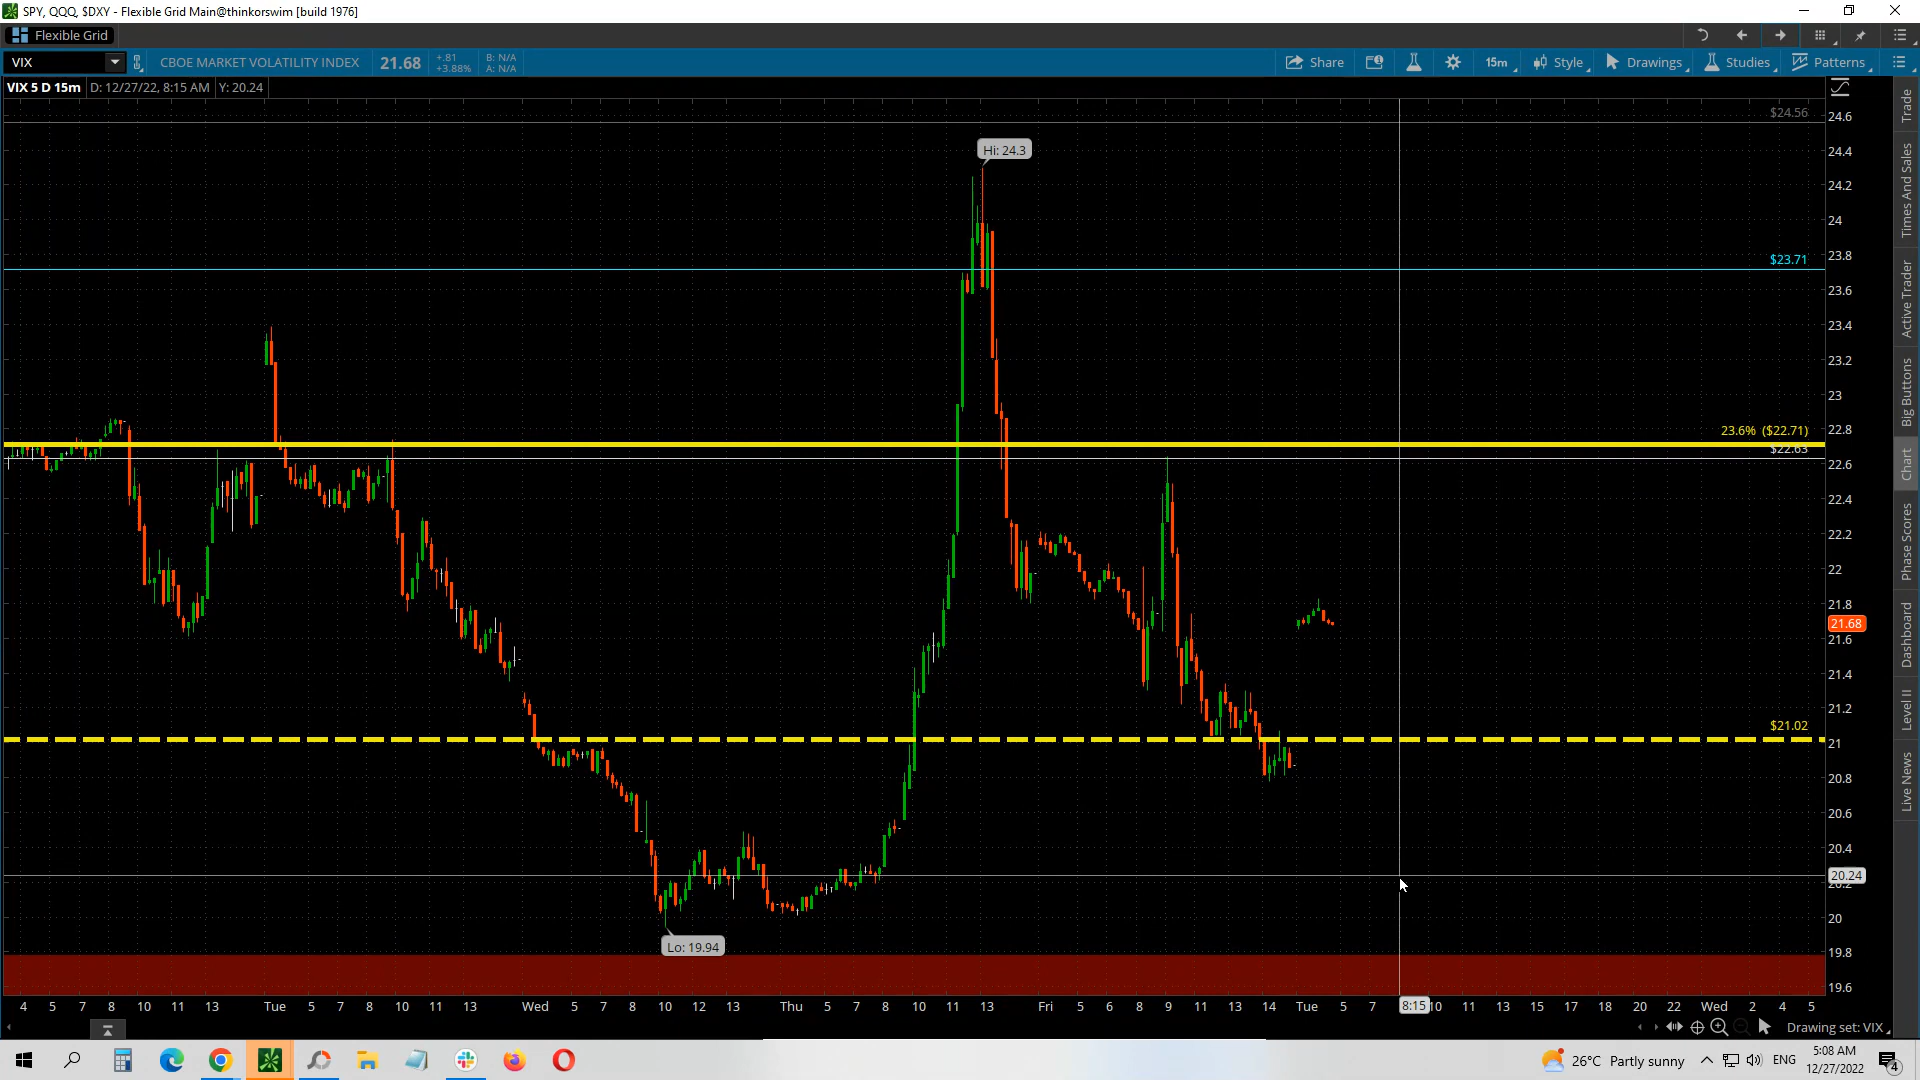 SPY, QQQ, $DXY - Flexible Grid Main@thinkorswim [build 1976]
Flexible Grid
VIX
CBOE MARKET VOLATILITY INDEX
21.68
+.81
+3.88%
B: N/A
A: N/A
Share
15m
Style
Drawings
Studies
Patterns
VIX 5 D 15m
D: 12/27/22, 8:15 AM
Y: 20.24
$24.56
Hi: 24.3
$23.71
23.6% ($22.71)
$22.63
$21.02
Lo: 19.94
24.6
24.4
24.2
24
23.8
23.6
23.4
23.2
23
22.8
22.6
22.4
22.2
22
21.8
21.68
21.6
21.4
21.2
21
20.8
20.6
20.4
20.24
20.2
20
19.8
19.6
Trade
Times And Sales
Active Trader
Big Buttons
Chart
Phase Scores
Dashboard
Level II
Live News
4 5 7 8 10 11 13 Tue 5 7 8 10 11 13 Wed 5 7 8 10 12 13 Thu 5 7 8 10 11 13 Fri 5 6 8 9 11 13 14 Tue 5 7 8:15 10 11 13 15 17 18 20 22 Wed 2 4 5
Drawing set: VIX
26°C Partly sunny
ENG
5:08 AM
12/27/2022
4